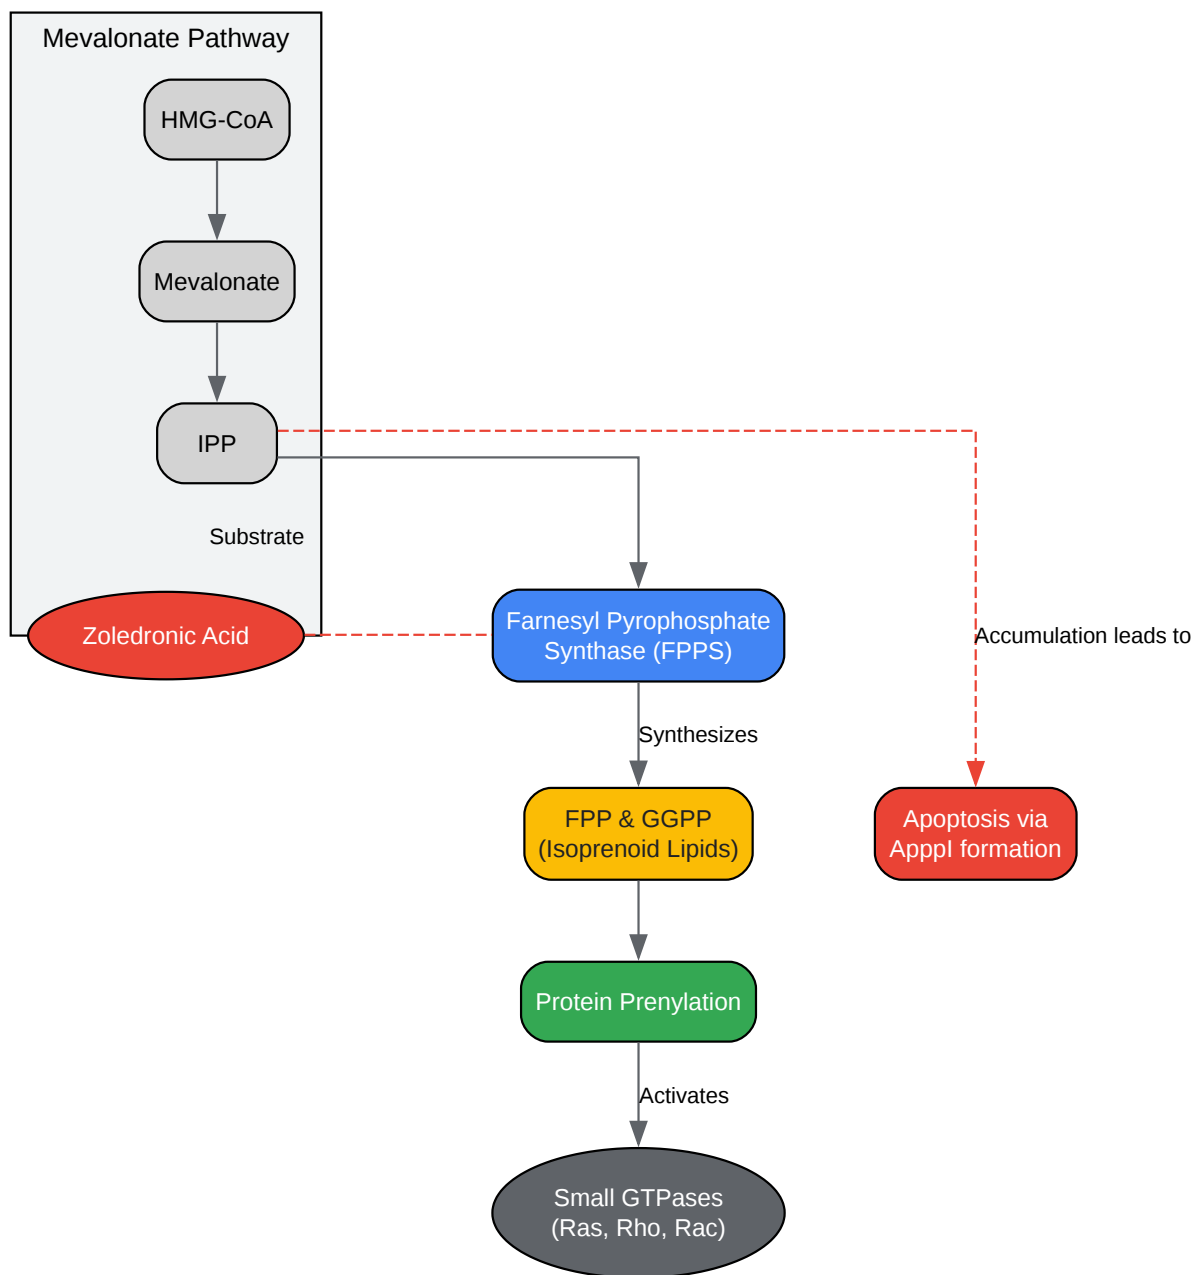 Mevalonate Pathway
HMG-CoA
Mevalonate
IPP
Substrate
Zoledronic Acid
Farnesyl Pyrophosphate
Synthase (FPPS)
Accumulation leads to
Synthesizes
FPP & GGPP
(Isoprenoid Lipids)
Apoptosis via
ApppI formation
Protein Prenylation
Activates
Small GTPases
(Ras, Rho, Rac)